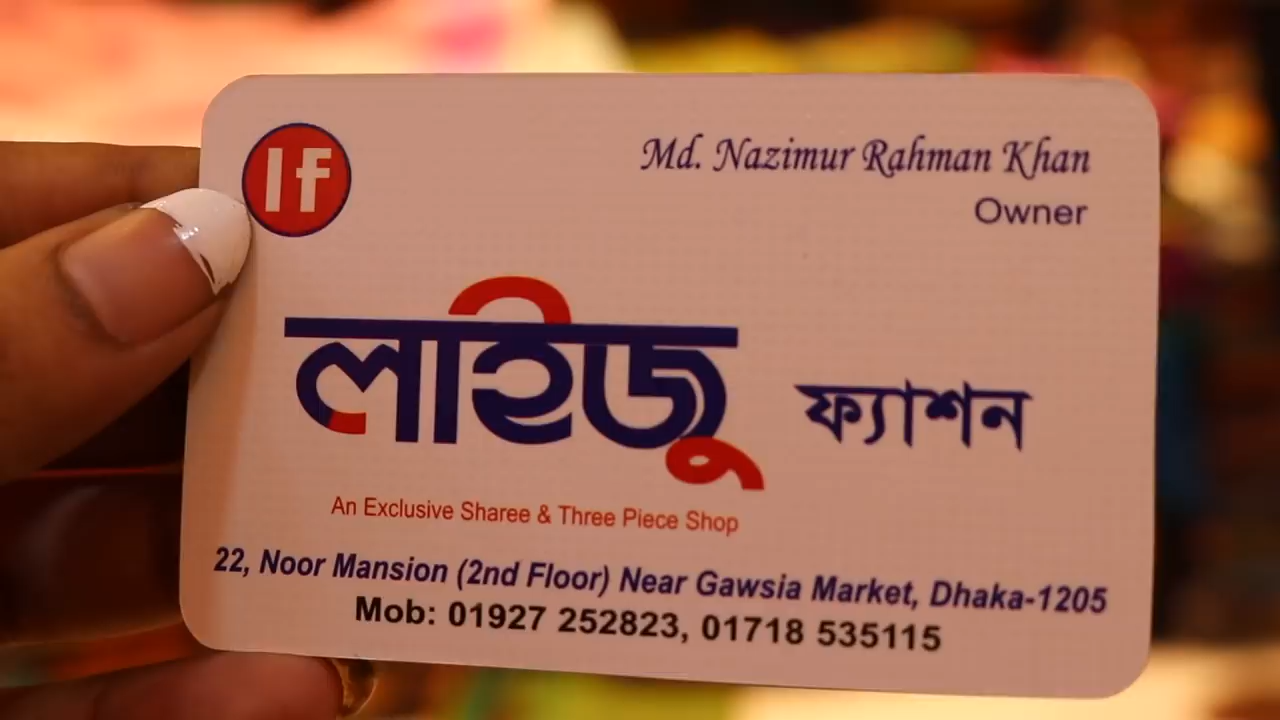 lf
Md. Nazimur Rahman Khan
Owner
লাইজু ফ্যাশন
An Exclusive Sharee & Three Piece Shop
22, Noor Mansion (2nd Floor) Near Gawsia Market, Dhaka-1205
Mob: 01927 252823, 01718 535115